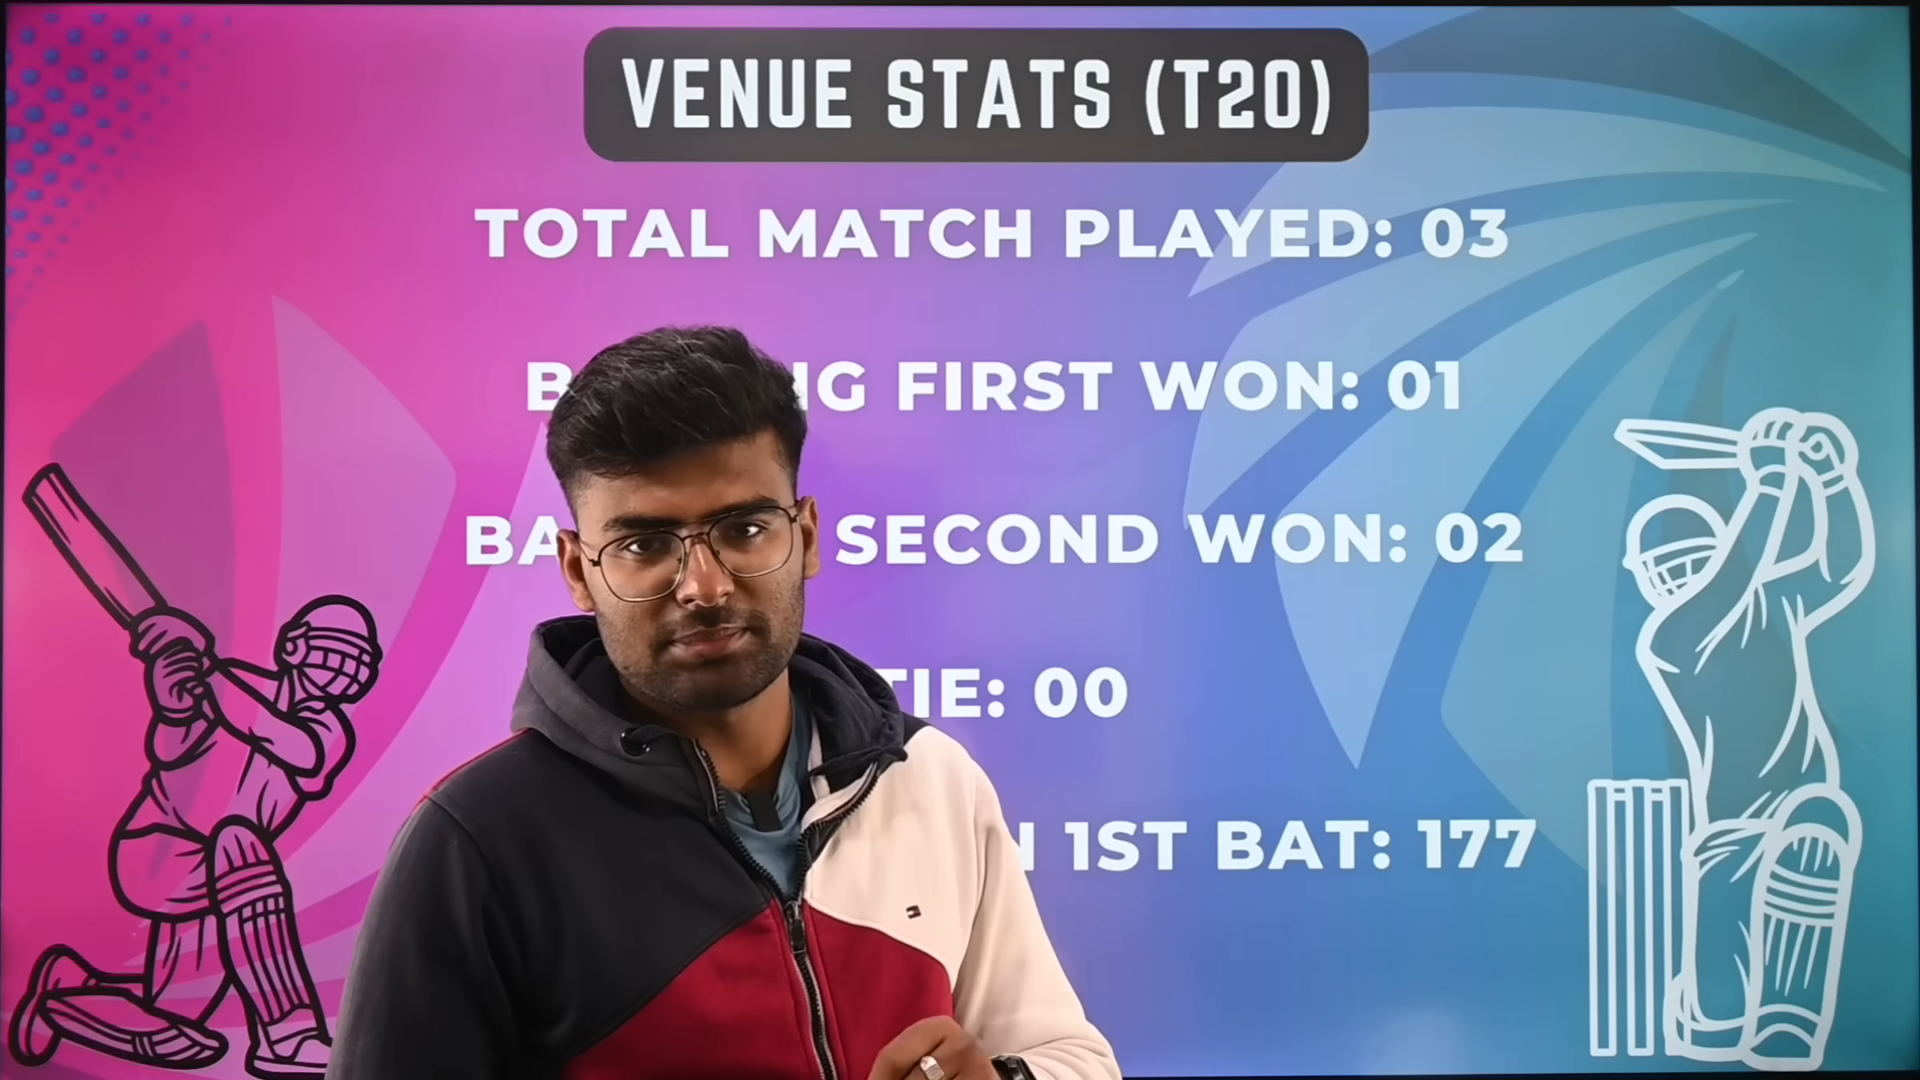 VENUE STATS (T20)
TOTAL MATCH PLAYED: 03
FIRST WON: 01
SECOND WON: 02
TIE: 00
1ST BAT: 177